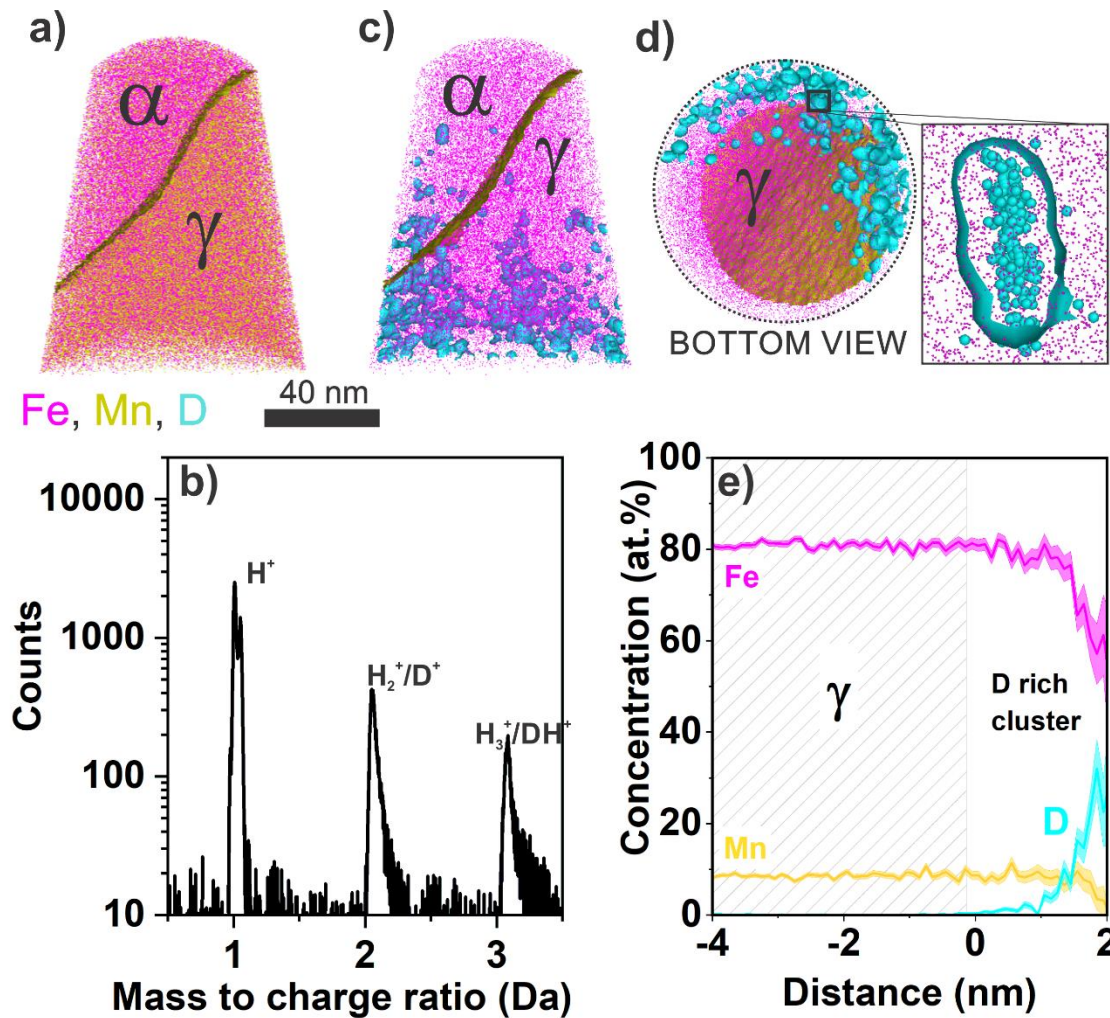 a)
α
γ
c)
α
γ
d)
γ
BOTTOM VIEW
Fe, Mn, D
40 nm
b)
10000
1000
100
10
Counts
H⁺
H₂⁺/D⁺
H₃⁺/DH⁺
1
2
3
Mass to charge ratio (Da)
e)
100
80
60
40
20
0
Concentration (at.%)
Fe
γ
D rich
cluster
D
Mn
-4
-2
0
2
Distance (nm)